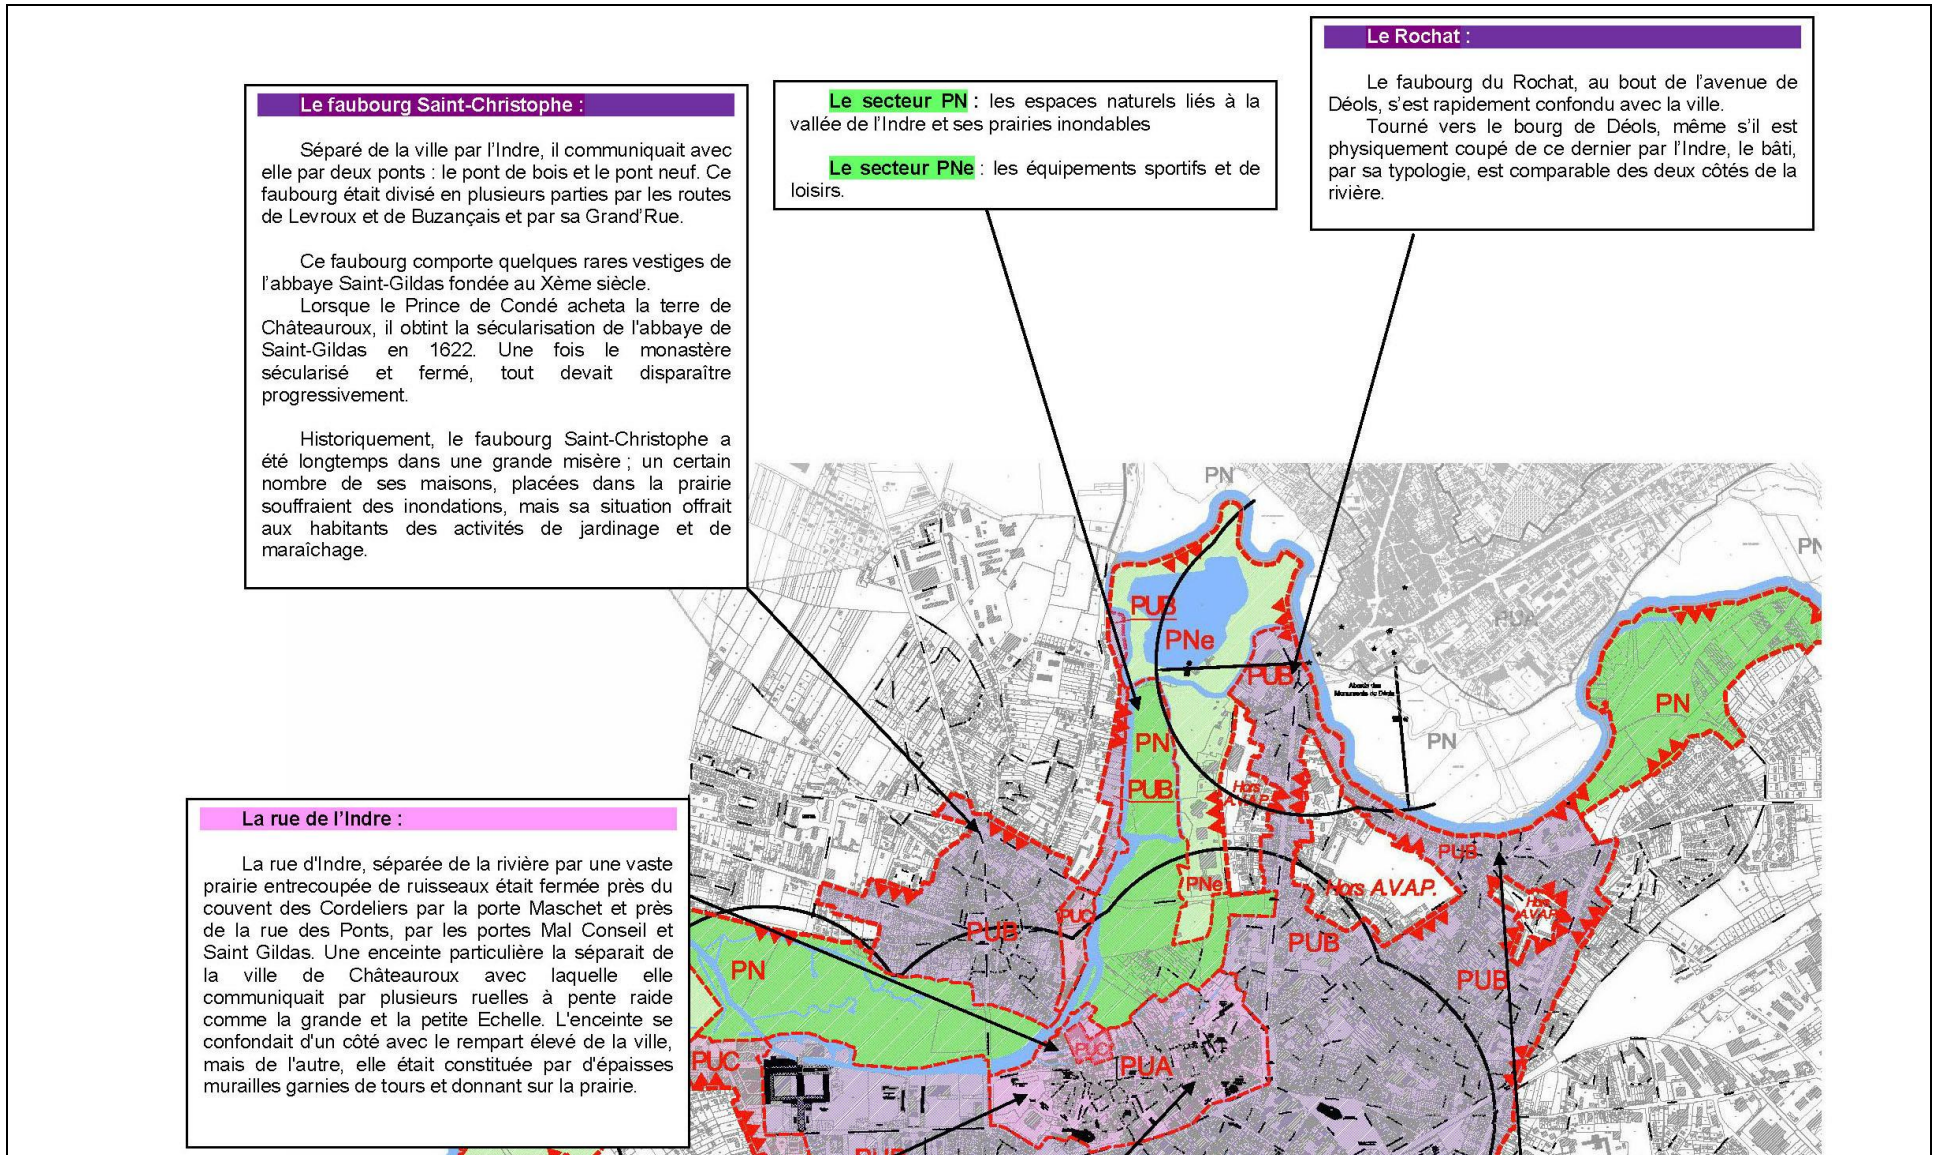 Le faubourg Saint-Christophe :
Séparé de la ville par l'Indre, il communiquait avec
elle par deux ponts : le pont de bois et le pont neuf. Ce
faubourg était divisé en plusieurs parties par les routes
de Levroux et de Buzançais et par sa Grand'Rue.
Ce faubourg comporte quelques rares vestiges de
l'abbaye Saint-Gildas fondée au Xème siècle.
Lorsque le Prince de Condé acheta la terre de
Châteauroux, il obtint la sécularisation de l'abbaye de
Saint-Gildas en 1622. Une fois le monastère
sécularisé et fermé, tout devait disparaître
progressivement.
Historiquement, le faubourg Saint-Christophe a
été longtemps dans une grande misère ; un certain
nombre de ses maisons, placées dans la prairie
souffraient des inondations, mais sa situation offrait
aux habitants des activités de jardinage et de
maraîchage.
Le secteur PN : les espaces naturels liés à la
vallée de l'Indre et ses prairies inondables
Le secteur PNe : les équipements sportifs et de
loisirs.
Le Rochat :
Le faubourg du Rochat, au bout de l'avenue de
Déols, s'est rapidement confondu avec la ville.
Tourné vers le bourg de Déols, même s'il est
physiquement coupé de ce dernier par l'Indre, le bâti,
par sa typologie, est comparable des deux côtés de la
rivière.
La rue de l'Indre :
La rue d'Indre, séparée de la rivière par une vaste
prairie entrecoupée de ruisseaux était fermée près du
couvent des Cordeliers par la porte Maschet et près
de la rue des Ponts, par les portes Mal Conseil et
Saint Gildas. Une enceinte particulière la séparait de
la ville de Châteauroux avec laquelle elle
communiquait par plusieurs ruelles à pente raide
comme la grande et la petite Echelle. L'enceinte se
confondait d'un côté avec le rempart élevé de la ville,
mais de l'autre, elle était constituée par d'épaisses
murailles garnies de tours et donnant sur la prairie.
PN
PN
PUB
PUA
PNe
PUB
Abords des
Monuments de Déols
PN
PN
PN
PUB
Hors
A.V.A.P.
PUB
PNe
Hors A.V.A.P.
Hors
A.V.A.P.
PUC
PUB
PUB
PN
PUB
PUC
PUC
PUA
PUB